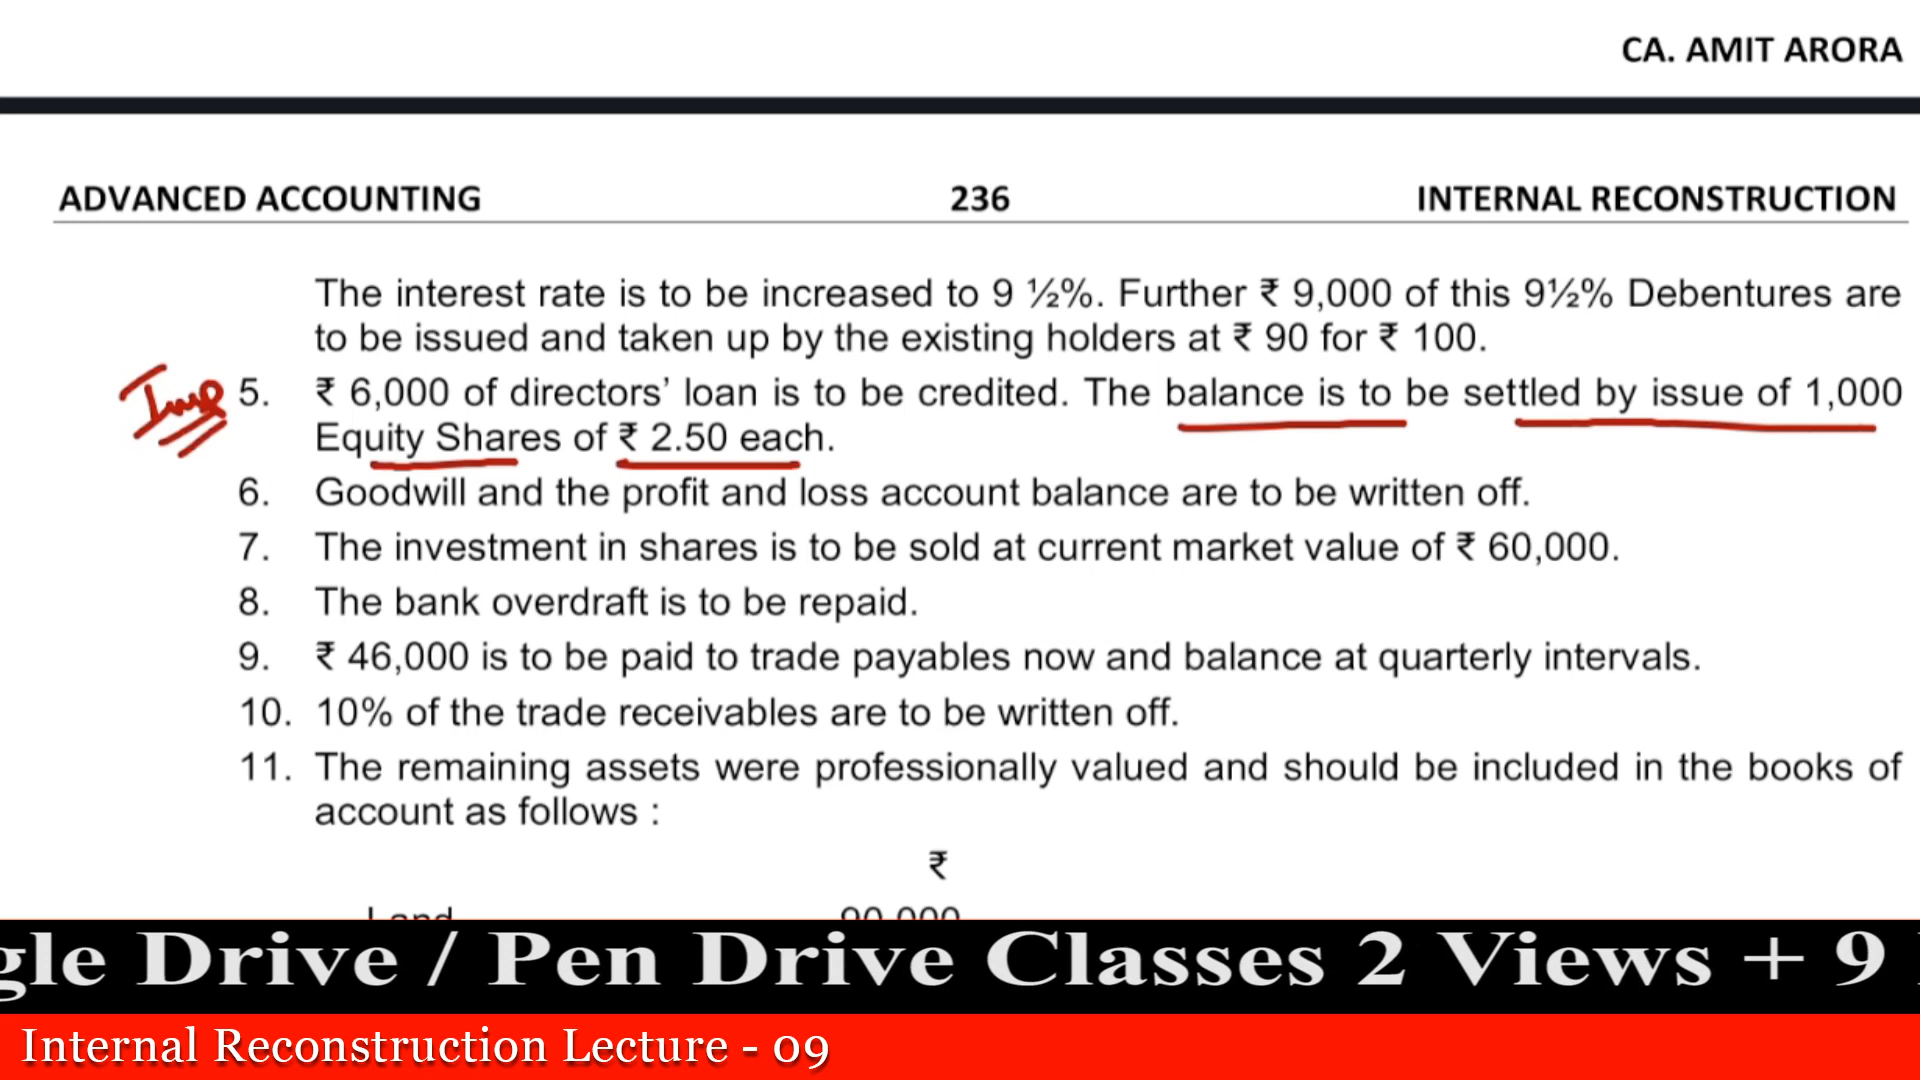 CA. AMIT ARORA
ADVANCED ACCOUNTING 236 INTERNAL RECONSTRUCTION
The interest rate is to be increased to 9 ½%. Further ₹ 9,000 of this 9½% Debentures are
to be issued and taken up by the existing holders at ₹ 90 for ₹ 100.
Imp 5. ₹ 6,000 of directors’ loan is to be credited. The balance is to be settled by issue of 1,000
Equity Shares of ₹ 2.50 each.
6. Goodwill and the profit and loss account balance are to be written off.
7. The investment in shares is to be sold at current market value of ₹ 60,000.
8. The bank overdraft is to be repaid.
9. ₹ 46,000 is to be paid to trade payables now and balance at quarterly intervals.
10. 10% of the trade receivables are to be written off.
11. The remaining assets were professionally valued and should be included in the books of
account as follows :
₹
Land 90,000
gle Drive / Pen Drive Classes 2 Views + 9
Internal Reconstruction Lecture - 09